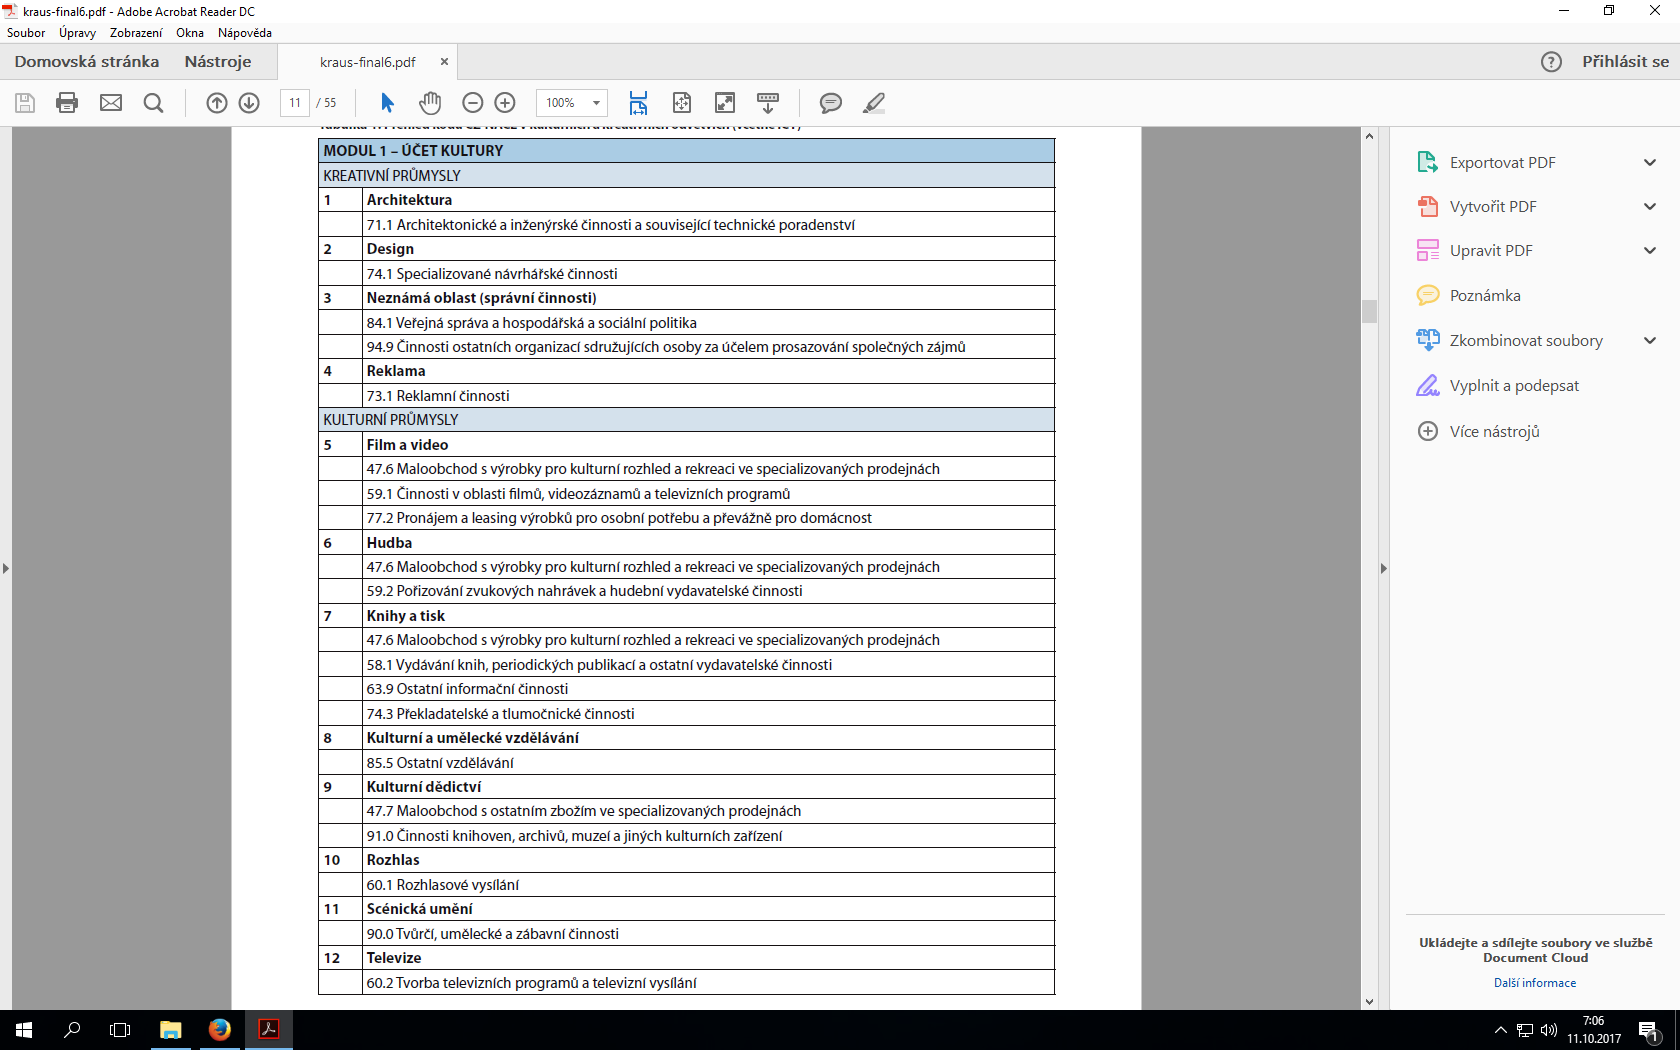 kraus-final6.pdf - Adobe Acrobat Reader DC
Soubor Úpravy Zobrazení Okna Nápověda
Domovská stránka Nástroje kraus-final6.pdf × ? Přihlásit se
11 / 55 100%
Tabulka 1: Přehled kódů CZ-NACE v kulturních a kreativních odvětvích (včetně ICT)
MODUL 1 – ÚČET KULTURY
KREATIVNÍ PRŮMYSLY
1 Architektura
71.1 Architektonické a inženýrské činnosti a související technické poradenství
2 Design
74.1 Specializované návrhářské činnosti
3 Neznámá oblast (správní činnosti)
84.1 Veřejná správa a hospodářská a sociální politika
94.9 Činnosti ostatních organizací sdružujících osoby za účelem prosazování společných zájmů
4 Reklama
73.1 Reklamní činnosti
KULTURNÍ PRŮMYSLY
5 Film a video
47.6 Maloobchod s výrobky pro kulturní rozhled a rekreaci ve specializovaných prodejnách
59.1 Činnosti v oblasti filmů, videozáznamů a televizních programů
77.2 Pronájem a leasing výrobků pro osobní potřebu a převážně pro domácnost
6 Hudba
47.6 Maloobchod s výrobky pro kulturní rozhled a rekreaci ve specializovaných prodejnách
59.2 Pořizování zvukových nahrávek a hudební vydavatelské činnosti
7 Knihy a tisk
47.6 Maloobchod s výrobky pro kulturní rozhled a rekreaci ve specializovaných prodejnách
58.1 Vydávání knih, periodických publikací a ostatní vydavatelské činnosti
63.9 Ostatní informační činnosti
74.3 Překladatelské a tlumočnické činnosti
8 Kulturní a umělecké vzdělávání
85.5 Ostatní vzdělávání
9 Kulturní dědictví
47.7 Maloobchod s ostatním zbožím ve specializovaných prodejnách
91.0 Činnosti knihoven, archivů, muzeí a jiných kulturních zařízení
10 Rozhlas
60.1 Rozhlasové vysílání
11 Scénická umění
90.0 Tvůrčí, umělecké a zábavní činnosti
12 Televize
60.2 Tvorba televizních programů a televizní vysílání
Exportovat PDF
Vytvořit PDF
Upravit PDF
Poznámka
Zkombinovat soubory
Vyplnit a podepsat
Více nástrojů
Ukládejte a sdílejte soubory ve službě
Document Cloud
Další informace
7:06
11.10.2017
1